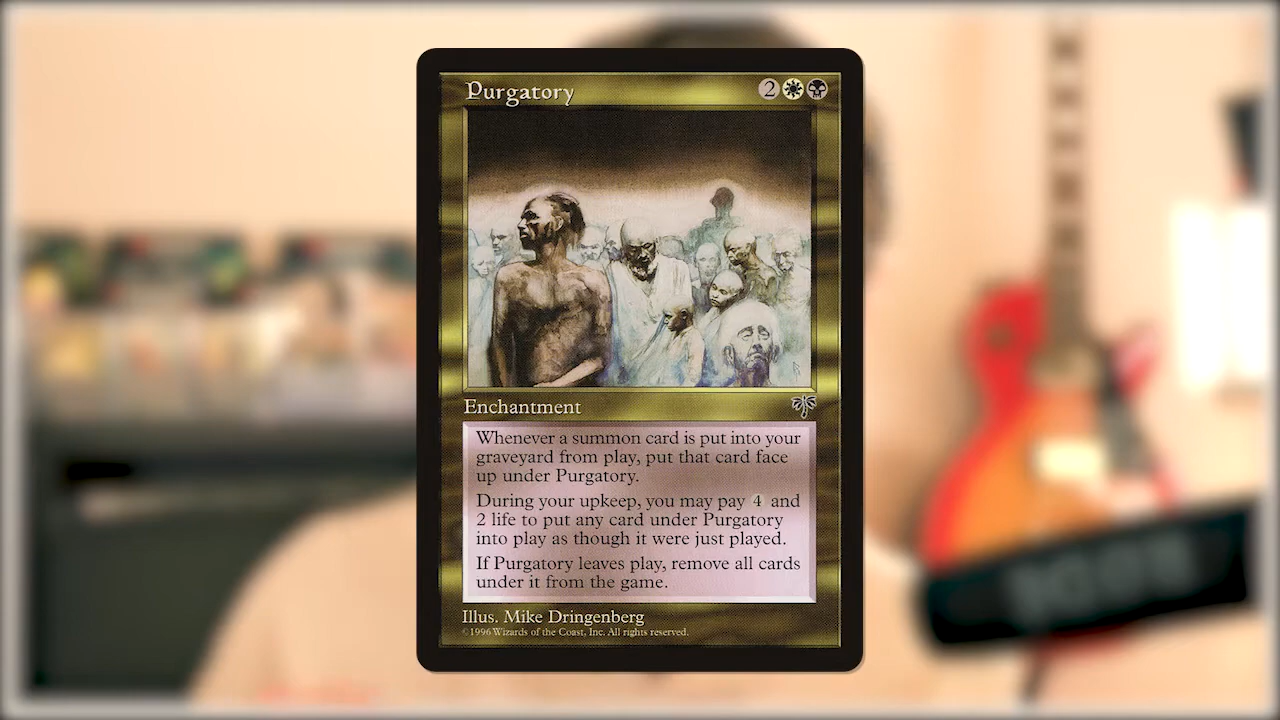 Purgatory 2
Enchantment
Whenever a summon card is put into your
graveyard from play, put that card face
up under Purgatory.
During your upkeep, you may pay 4 and
2 life to put any card under Purgatory
into play as though it were just played.
If Purgatory leaves play, remove all cards
under it from the game.
Illus. Mike Dringenberg
©1996 Wizards of the Coast, Inc. All rights reserved.